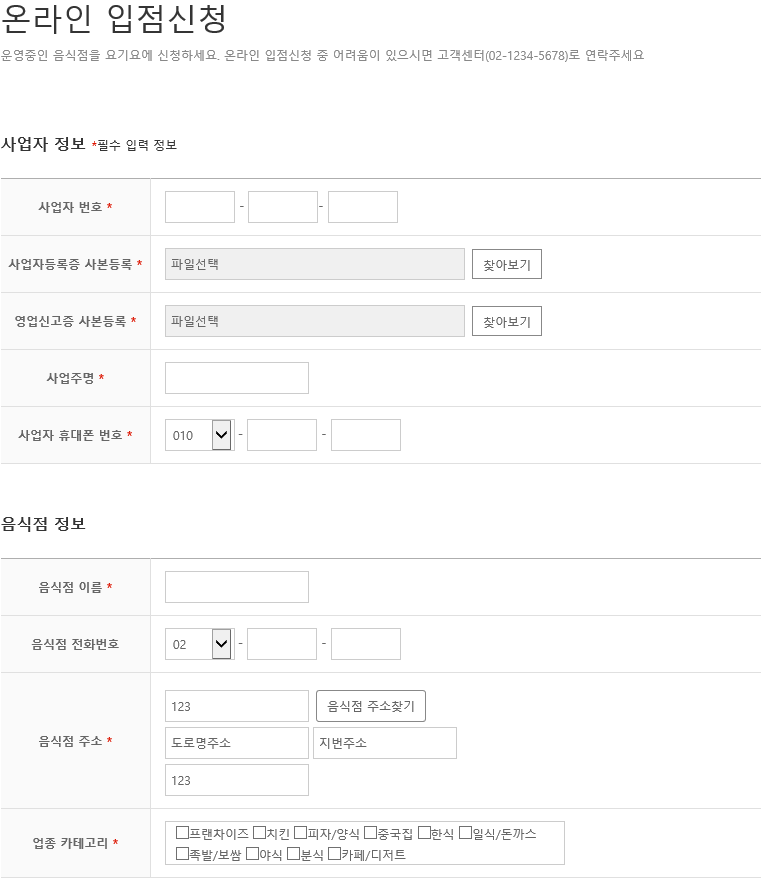 온라인 입점신청
운영중인 음식점을 요기요에 신청하세요. 온라인 입점신청 중 어려움이 있으시면 고객센터(02-1234-5678)로 연락주세요
사업자 정보 *필수 입력 정보
사업자 번호 * - -
사업자등록증 사본등록 * 파일선택 찾아보기
영업신고증 사본등록 * 파일선택 찾아보기
사업주명 *
사업자 휴대폰 번호 * 010 - -
음식점 정보
음식점 이름 *
음식점 전화번호 02 - -
음식점 주소 *
123 음식점 주소찾기
도로명주소 지번주소
123
업종 카테고리 *
프랜차이즈 치킨 피자/양식 중국집 한식 일식/돈까스
족발/보쌈 야식 분식 카페/디저트